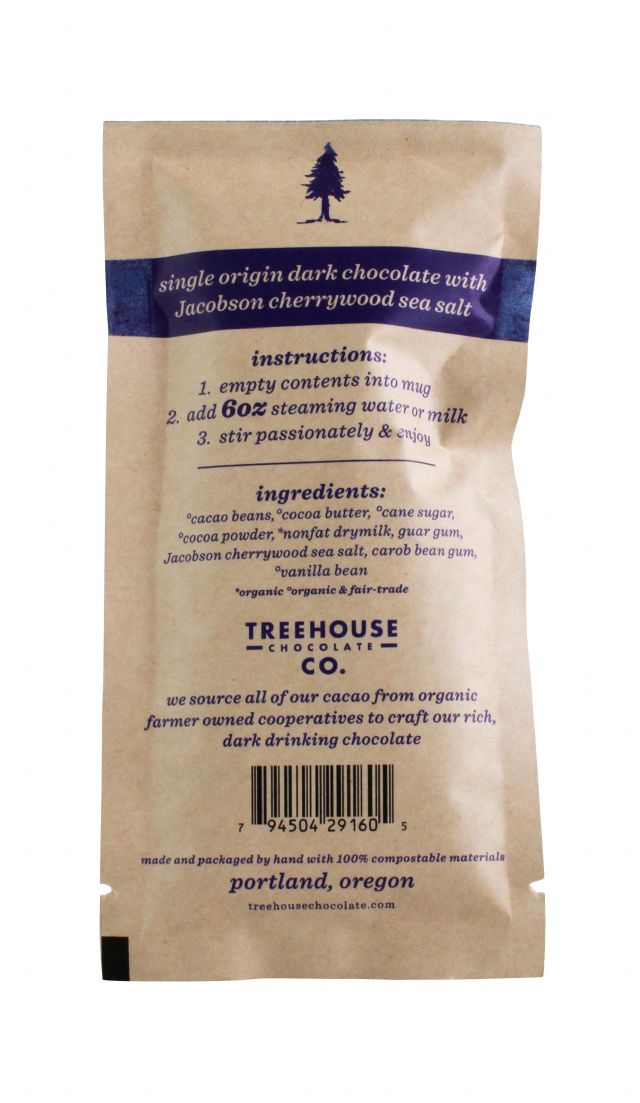 single origin dark chocolate with
Jacobson cherrywood sea salt
instructions:
1. empty contents into mug
2. add 6oz steaming water or milk
3. stir passionately & enjoy
ingredients:
°cacao beans, °cocoa butter, °cane sugar,
°cocoa powder, *nonfat drymilk, guar gum,
Jacobson cherrywood sea salt, carob bean gum,
°vanilla bean
*organic °organic & fair-trade
TREEHOUSE
CHOCOLATE
CO.
we source all of our cacao from organic
farmer owned cooperatives to craft our rich,
dark drinking chocolate
7 94504 29160 5
made and packaged by hand with 100% compostable materials
portland, oregon
treehousechocolate.com